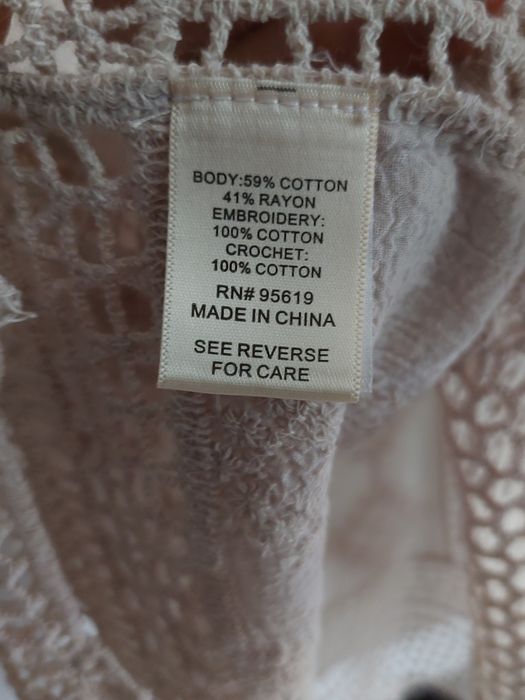 BODY:59% COTTON
41% RAYON
EMBROIDERY:
100% COTTON
CROCHET:
100% COTTON
RN# 95619
MADE IN CHINA
SEE REVERSE
FOR CARE